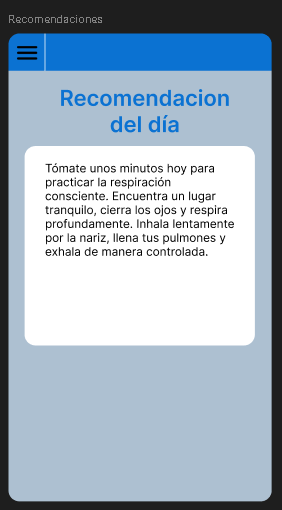 Recomendaciones
Recomendacion
del día
Tómate unos minutos hoy para
practicar la respiración
consciente. Encuentra un lugar
tranquilo, cierra los ojos y respira
profundamente. Inhala lentamente
por la nariz, llena tus pulmones y
exhala de manera controlada.